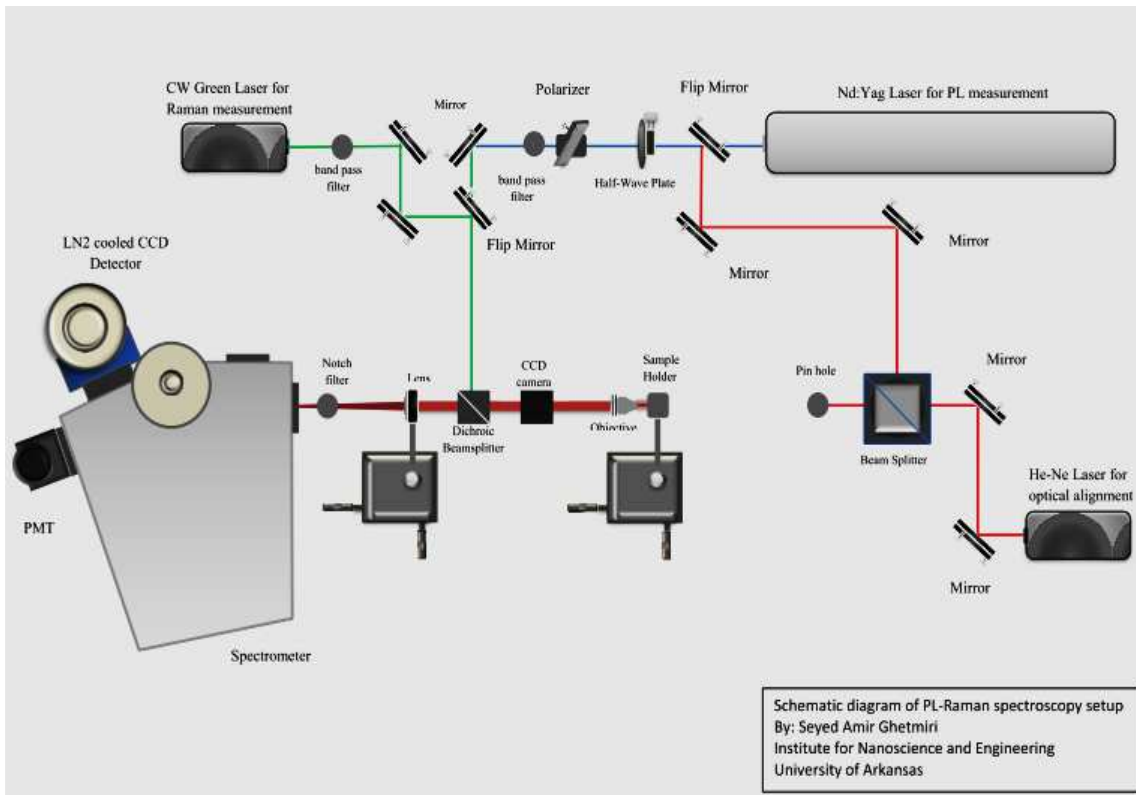 CW Green Laser for
Raman measurement
band pass
filter
Mirror
Polarizer
band pass
filter
Half-Wave Plate
Flip Mirror
Nd:Yag Laser for PL measurement
Flip Mirror
Mirror
Mirror
LN2 cooled CCD
Detector
Notch
filter
Lens
CCD
camera
Sample
Holder
Dichroic
Beamsplitter
Objective
Pin hole
Mirror
Beam Splitter
He-Ne Laser for
optical alignment
Mirror
PMT
Spectrometer
Schematic diagram of PL-Raman spectroscopy setup
By: Seyed Amir Ghetmiri
Institute for Nanoscience and Engineering
University of Arkansas